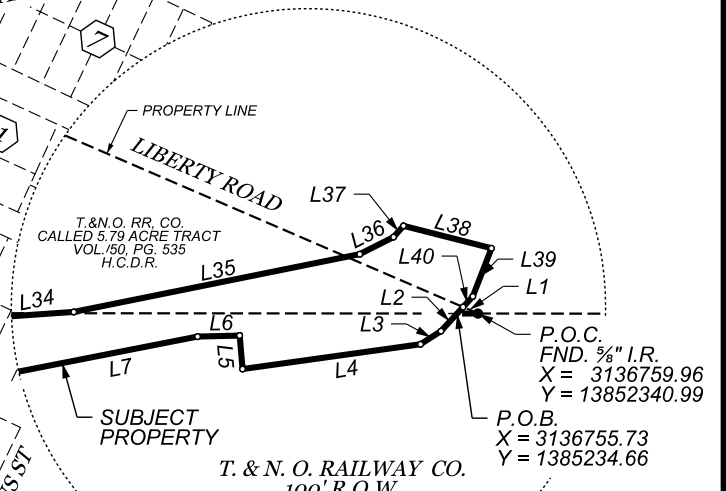 7
PROPERTY LINE
LIBERTY ROAD
T.&N.O. RR, CO.
CALLED 5.79 ACRE TRACT
VOL./50, PG. 535
H.C.D.R.
L37
L36
L38
L35
L40
L39
L34
L2
L1
L3
L6
L5
L7
L4
P.O.C.
FND. ⅝" I.R.
X = 3136759.96
Y = 13852340.99
SUBJECT
PROPERTY
P.O.B.
X = 3136755.73
Y = 1385234.66
T. & N. O. RAILWAY CO.
100' R.O.W.
ST